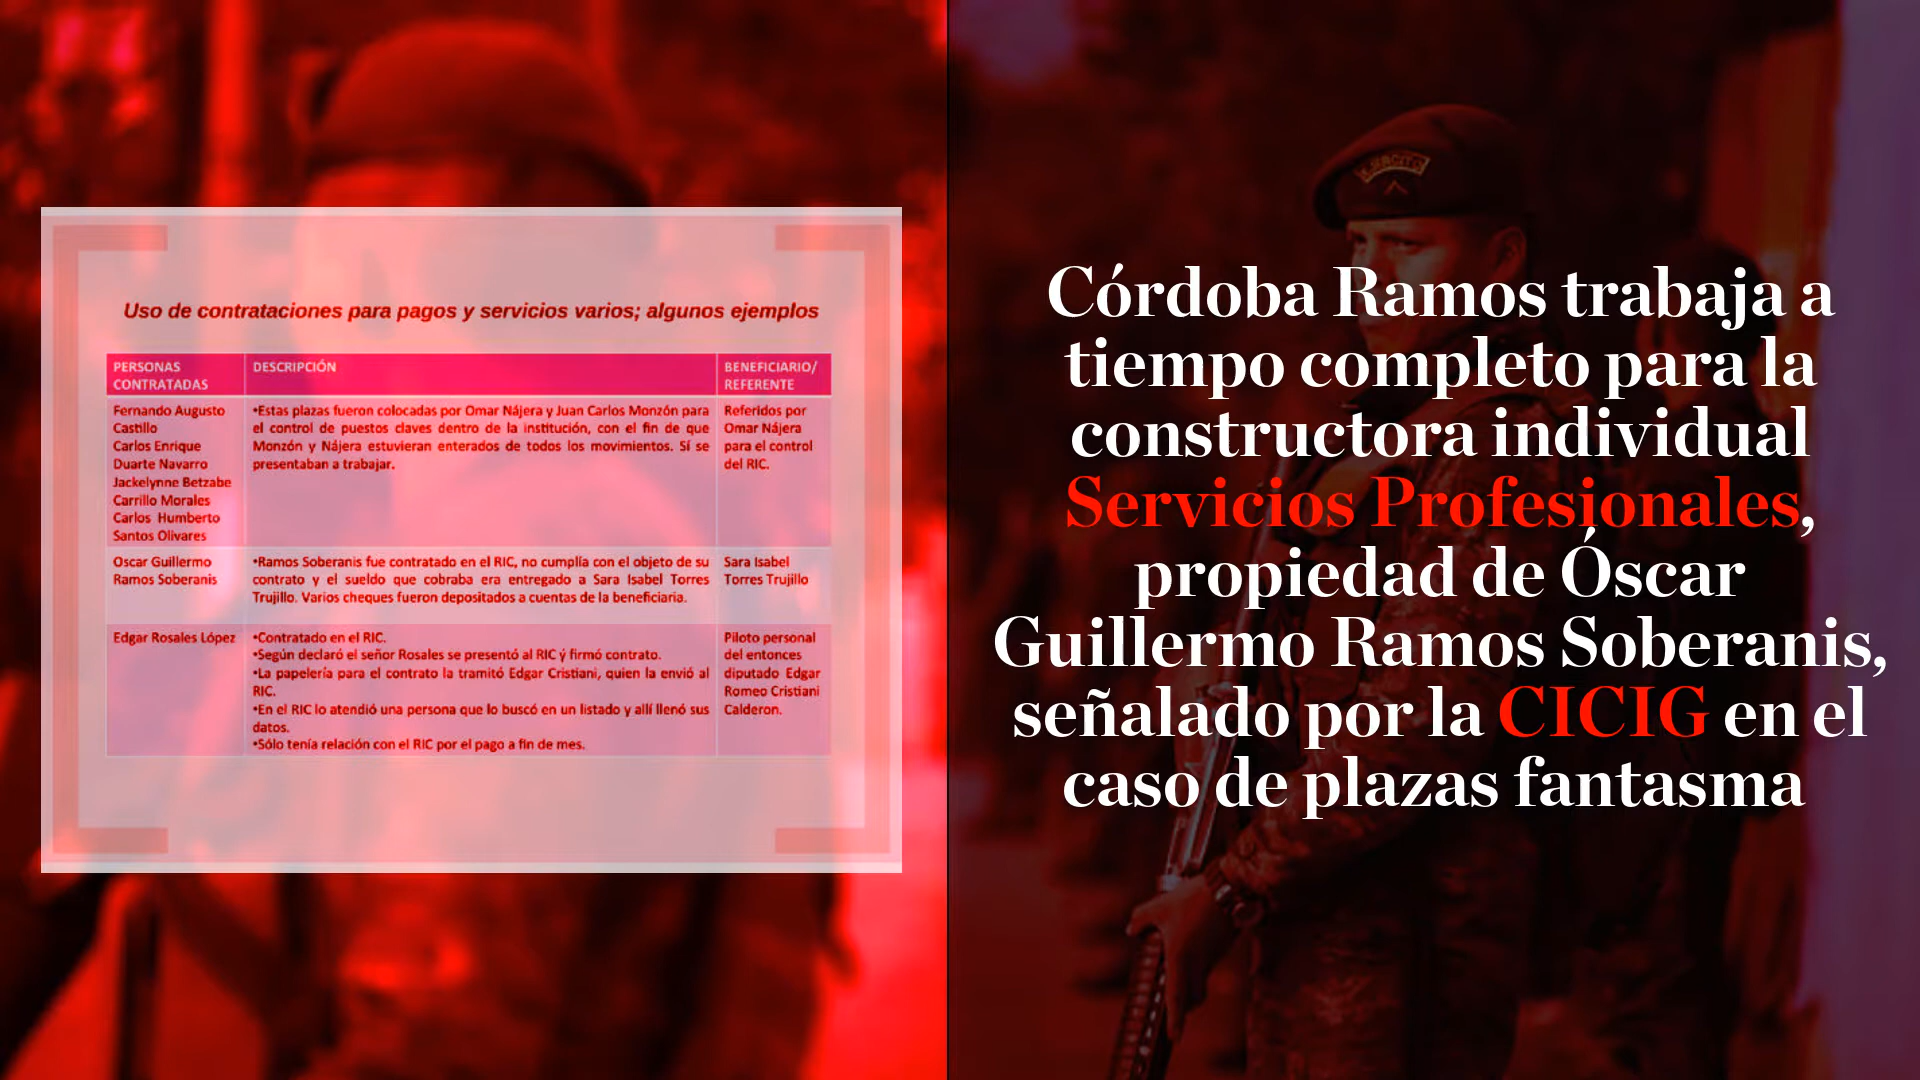 Uso de contrataciones para pagos y servicios varios; algunos ejemplos
PERSONAS
CONTRATADAS
DESCRIPCIÓN
BENEFICIARIO/
REFERENTE
Fernando Augusto
Castillo
Carlos Enrique
Duarte Navarro
Jackelynne Betzabe
Carrillo Morales
Carlos Humberto
Santos Olivares
•Estas plazas fueron colocadas por Omar Nájera y Juan Carlos Monzón para
el control de puestos claves dentro de la institución, con el fin de que
Monzón y Nájera estuvieran enterados de todos los movimientos. Sí se
presentaban a trabajar.
Referidos por
Omar Nájera
para el control
del RIC.
Oscar Guillermo
Ramos Soberanis
•Ramos Soberanis fue contratado en el RIC, no cumplía con el objeto de su
contrato y el sueldo que cobraba era entregado a Sara Isabel Torres
Trujillo. Varios cheques fueron depositados a cuentas de la beneficiaria.
Sara Isabel
Torres Trujillo
Edgar Rosales López
•Contratado en el RIC.
•Según declaró el señor Rosales se presentó al RIC y firmó contrato.
•La papelería para el contrato la tramitó Edgar Cristiani, quien la envió al
RIC.
•En el RIC lo atendió una persona que lo buscó en un listado y allí llenó sus
datos.
•Sólo tenía relación con el RIC por el pago a fin de mes.
Piloto personal
del entonces
diputado Edgar
Romeo Cristiani
Calderon.
EJERCITO
Córdoba Ramos trabaja a
tiempo completo para la
constructora individual
Servicios Profesionales,
propiedad de Óscar
Guillermo Ramos Soberanis,
señalado por la CICIG en el
caso de plazas fantasma